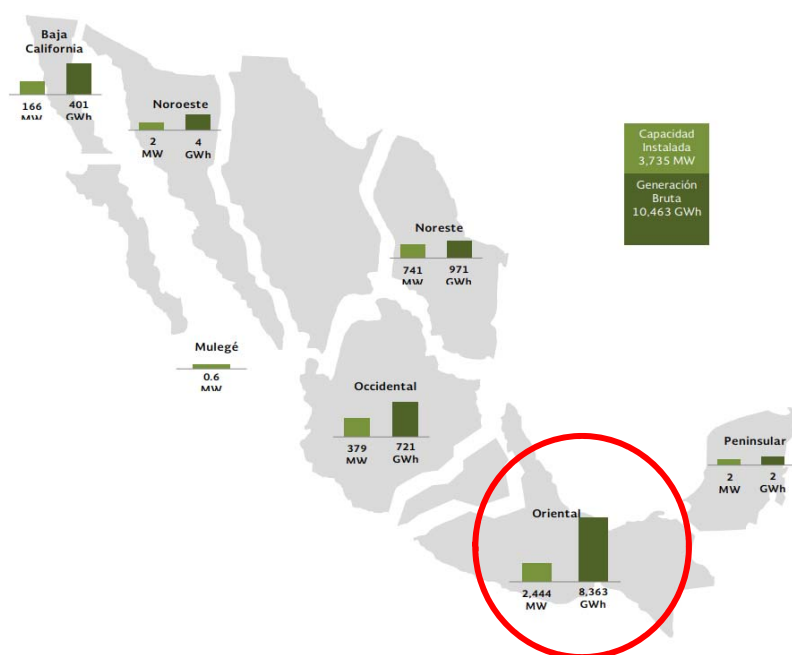 Baja
California
166
MW
401
GWh
Noroeste
2
MW
4
GWh
Capacidad
Instalada
3,735 MW
Generación
Bruta
10,463 GWh
Noreste
741
MW
971
GWh
Mulegé
0.6
MW
Occidental
379
MW
721
GWh
Peninsular
2
MW
2
GWh
Oriental
2,444
MW
8,363
GWh